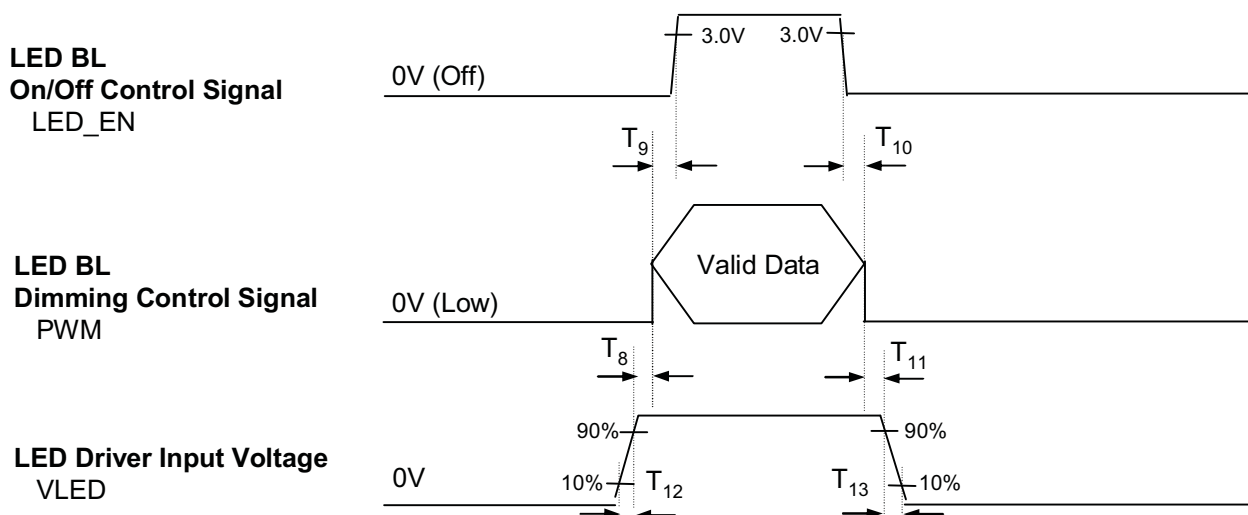 LED BL
On/Off Control Signal
LED_EN
0V (Off)
3.0V 3.0V
T9 T10
LED BL
Dimming Control Signal
PWM
0V (Low)
Valid Data
T8 T11
LED Driver Input Voltage
VLED
0V
90% 90%
10% T12 T13 10%